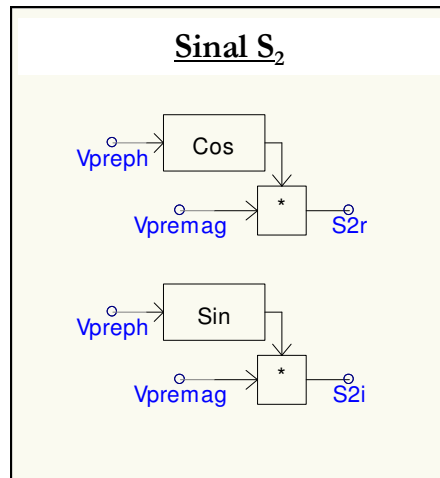 Sinal S₂
Cos
Vpreph
*
Vpremag
S2r
Sin
Vpreph
*
Vpremag
S2i